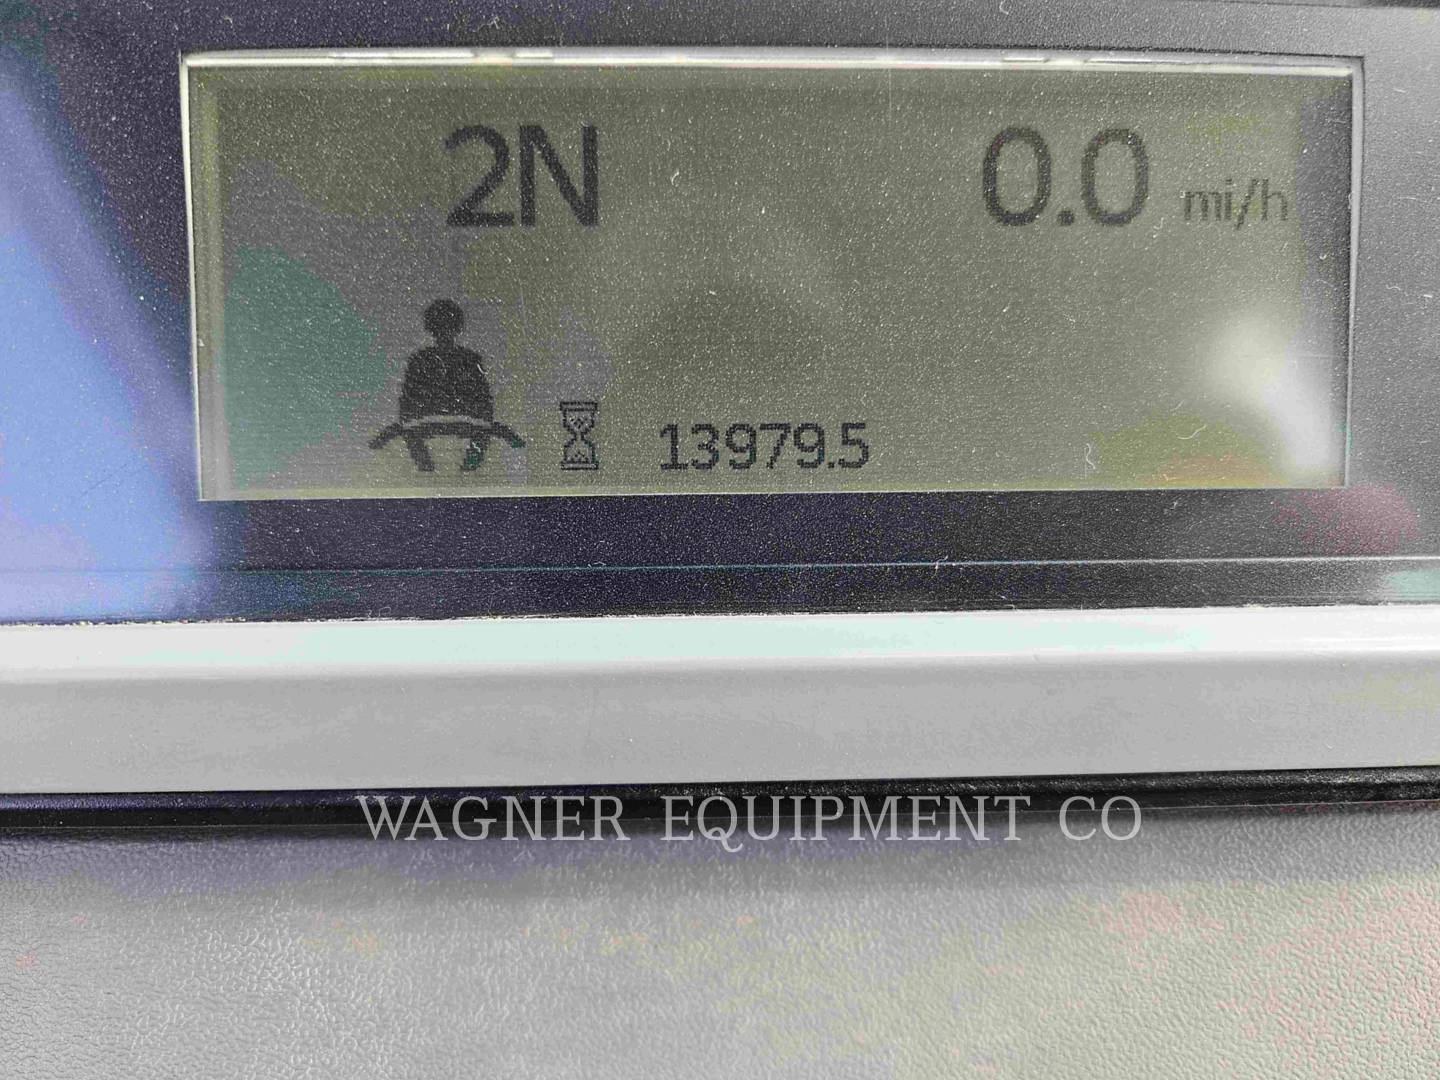 2N 0.0 mi/h
13979.5
WAGNER EQUIPMENT CO